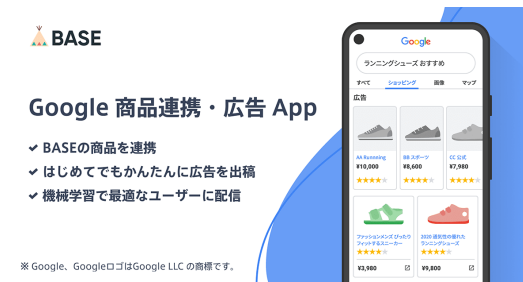 BASE
Google 商品連携・広告 App
✔ BASEの商品を連携
✔ はじめてでもかんたんに広告を出稿
✔ 機械学習で最適なユーザーに配信
※ Google、GoogleロゴはGoogle LLC の商標です。
Google
ランニングシューズ おすすめ
すべて ショッピング 画像 マップ
広告
AA Kunnning BB スポーツ CC 公式
¥10,000 ¥8,600 ¥7,980
ファッションメンズ ぴったり
フィットするスニーカー
¥3,980
2020 通気性の優れた
ランニングシューズ
¥9,800